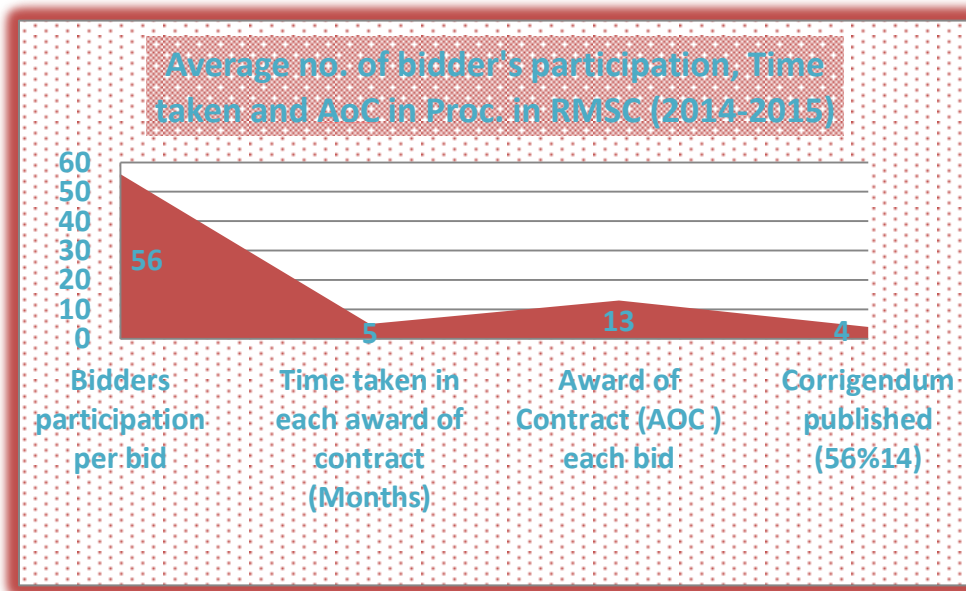 Average no. of bidder's participation, Time
taken and AoC in Proc. in RMSC (2014-2015)
60
50
40
30
20
10
0
56
5
13
4
Bidders
participation
per bid
Time taken in
each award of
contract
(Months)
Award of
Contract (AOC )
each bid
Corrigendum
published
(56%14)